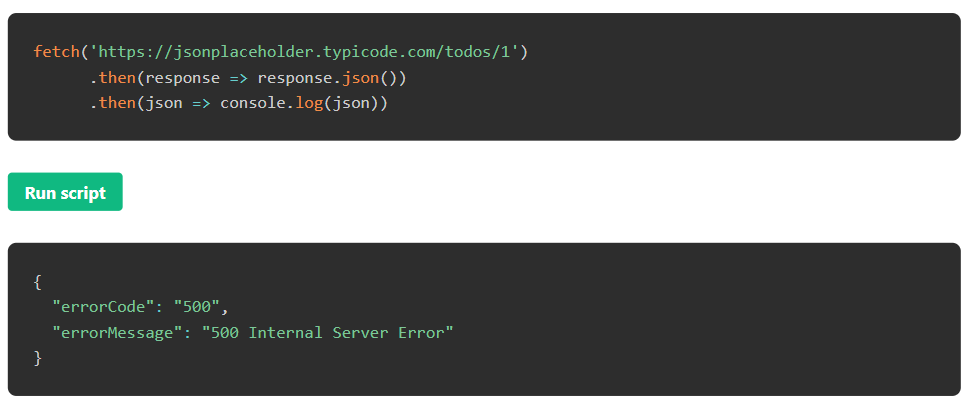 fetch('https://jsonplaceholder.typicode.com/todos/1')
      .then(response => response.json())
      .then(json => console.log(json))
Run script
{
  "errorCode": "500",
  "errorMessage": "500 Internal Server Error"
}